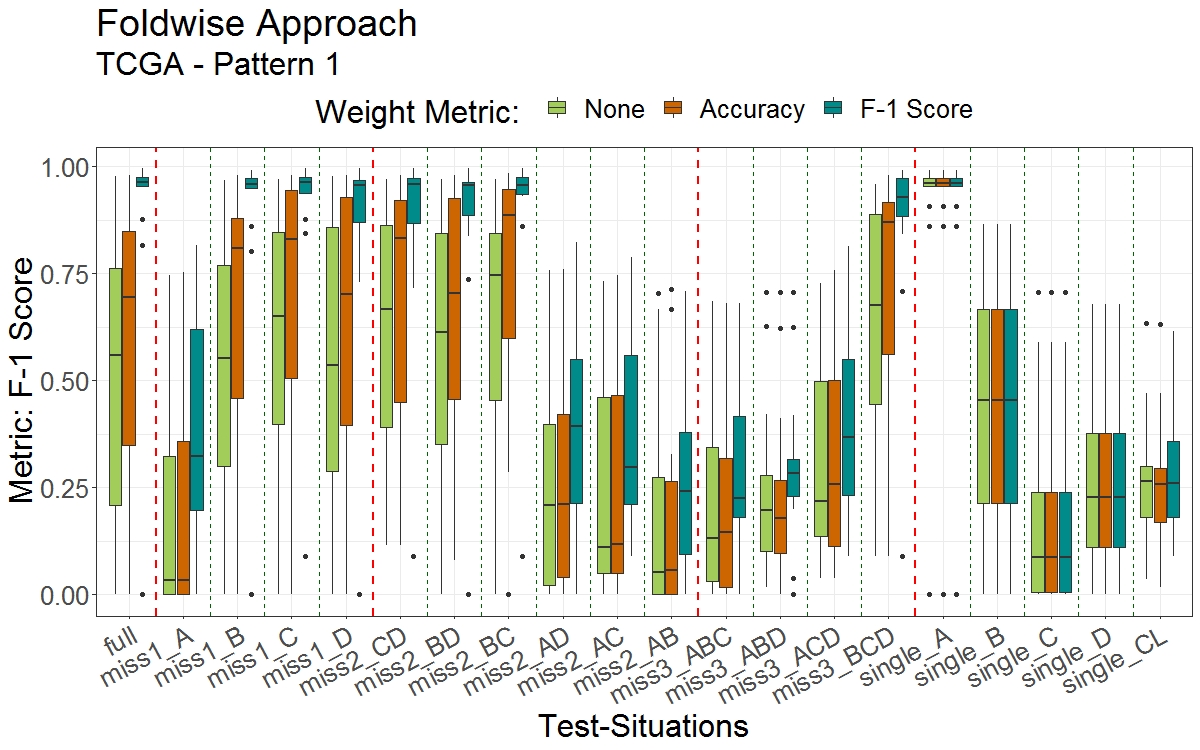 Foldwise Approach
TCGA - Pattern 1
Weight Metric: None Accuracy F-1 Score
Metric: F-1 Score
1.00
0.75
0.50
0.25
0.00
full miss1_A miss1_B miss1_C miss1_D miss2_CD miss2_BD miss2_BC miss2_AD miss2_AC miss2_AB miss3_ABC miss3_ABD miss3_ACD miss3_BCD single_A single_B single_C single_D single_CL
Test-Situations